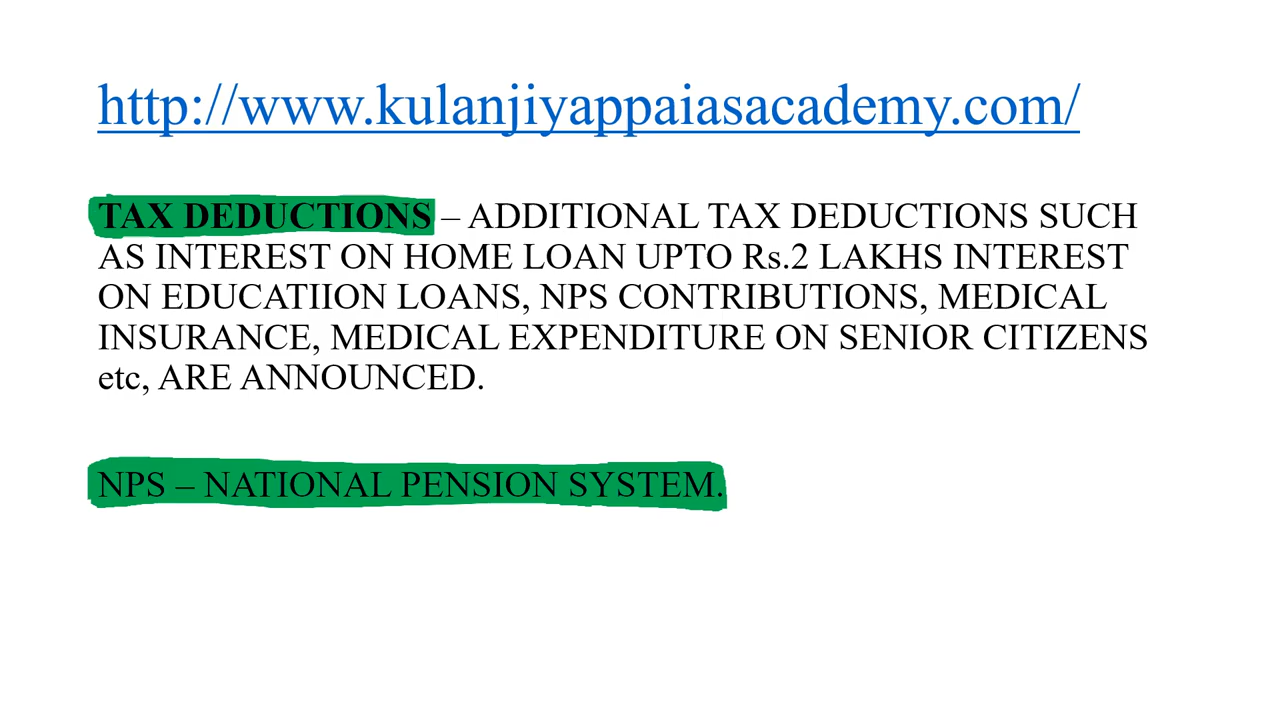 http://www.kulanjiyappaiasacademy.com/
TAX DEDUCTIONS – ADDITIONAL TAX DEDUCTIONS SUCH
AS INTEREST ON HOME LOAN UPTO Rs.2 LAKHS INTEREST
ON EDUCATIION LOANS, NPS CONTRIBUTIONS, MEDICAL
INSURANCE, MEDICAL EXPENDITURE ON SENIOR CITIZENS
etc, ARE ANNOUNCED.
NPS – NATIONAL PENSION SYSTEM.